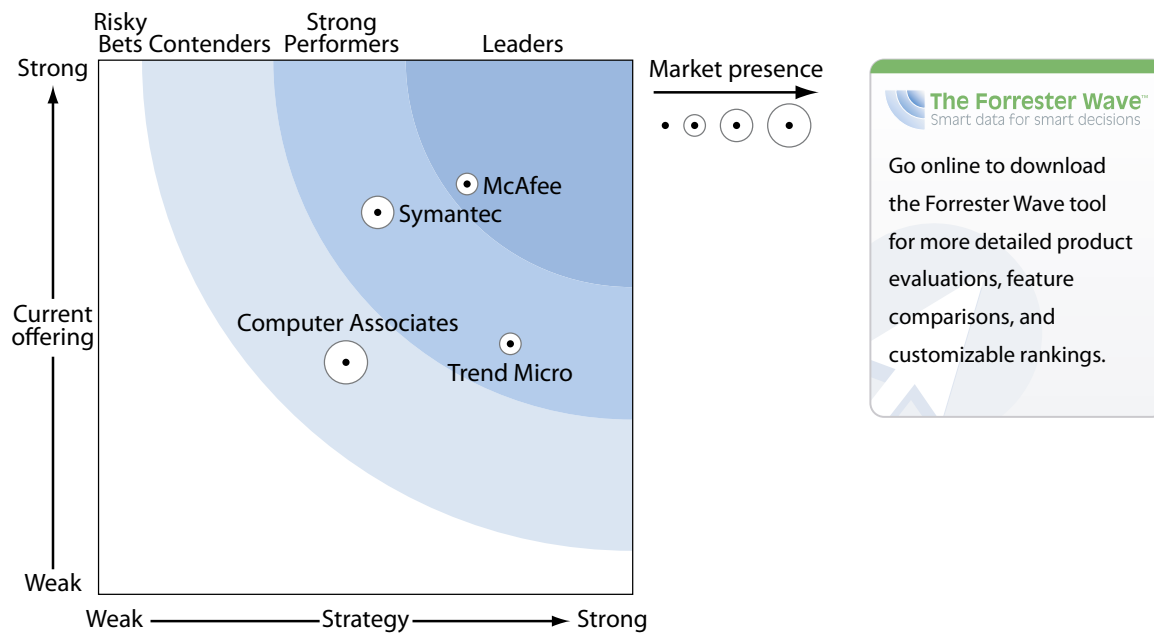 Risky
Bets
Contenders
Strong
Performers
Leaders
Strong
Market presence
McAfee
Symantec
Current
offering
Computer Associates
Trend Micro
Weak
Weak
Strategy
Strong
The Forrester Wave™
Smart data for smart decisions
Go online to download
the Forrester Wave tool
for more detailed product
evaluations, feature
comparisons, and
customizable rankings.